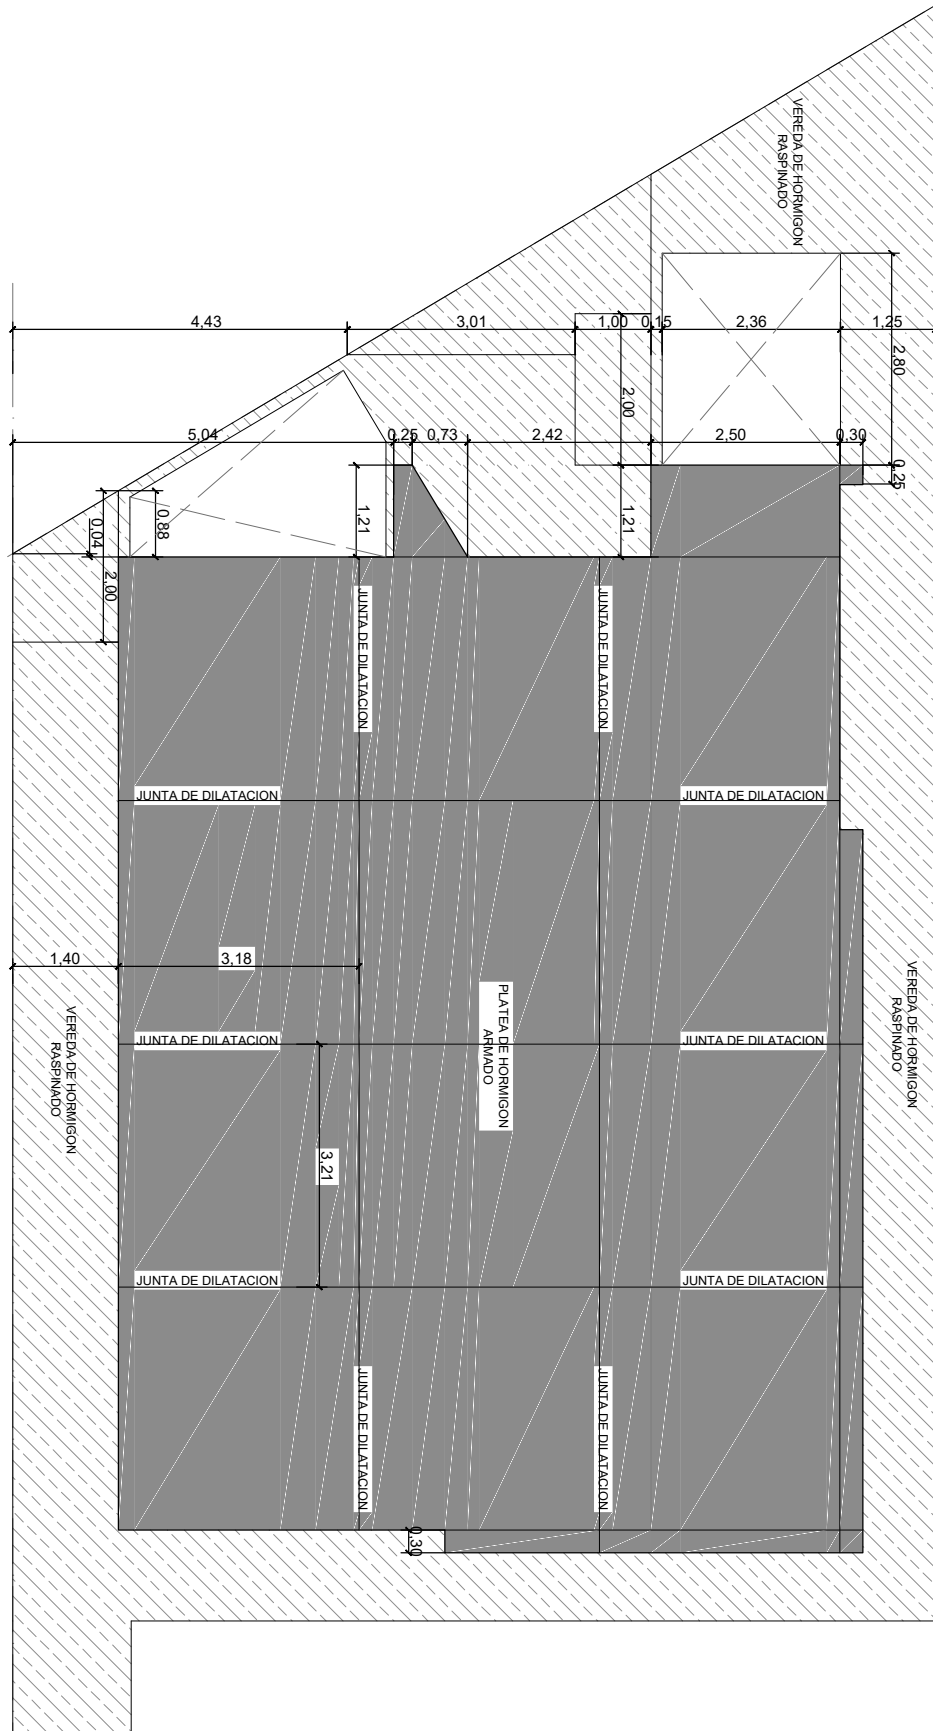 VEREDA DE HORMIGON
RASPINADO
4,43
3,01
1,00
0,15
2,36
1,25
2,80
2,00
5,04
0,25
0,73
2,42
2,50
0,30
0,25
1,21
1,21
0,88
0,04
2,00
JUNTA DE DILATACION
JUNTA DE DILATACION
JUNTA DE DILATACION
JUNTA DE DILATACION
1,40
3,18
PLATEA DE HORMIGON
ARMADO
VEREDA DE HORMIGON
RASPINADO
VEREDA DE HORMIGON
RASPINADO
JUNTA DE DILATACION
JUNTA DE DILATACION
3,21
JUNTA DE DILATACION
JUNTA DE DILATACION
JUNTA DE DILATACION
JUNTA DE DILATACION
0,30